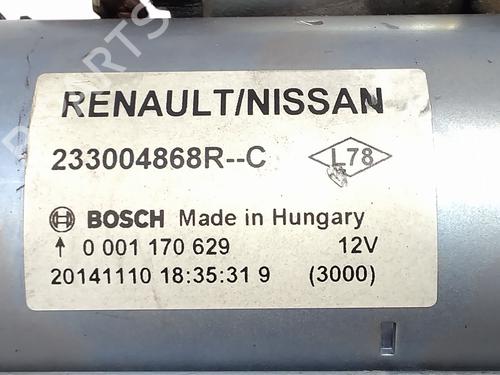 RENAULT/NISSAN
233004868R--C L78
BOSCH Made in Hungary
0 001 170 629 12V
20141110 18:35:31 9 (3000)
PARTS